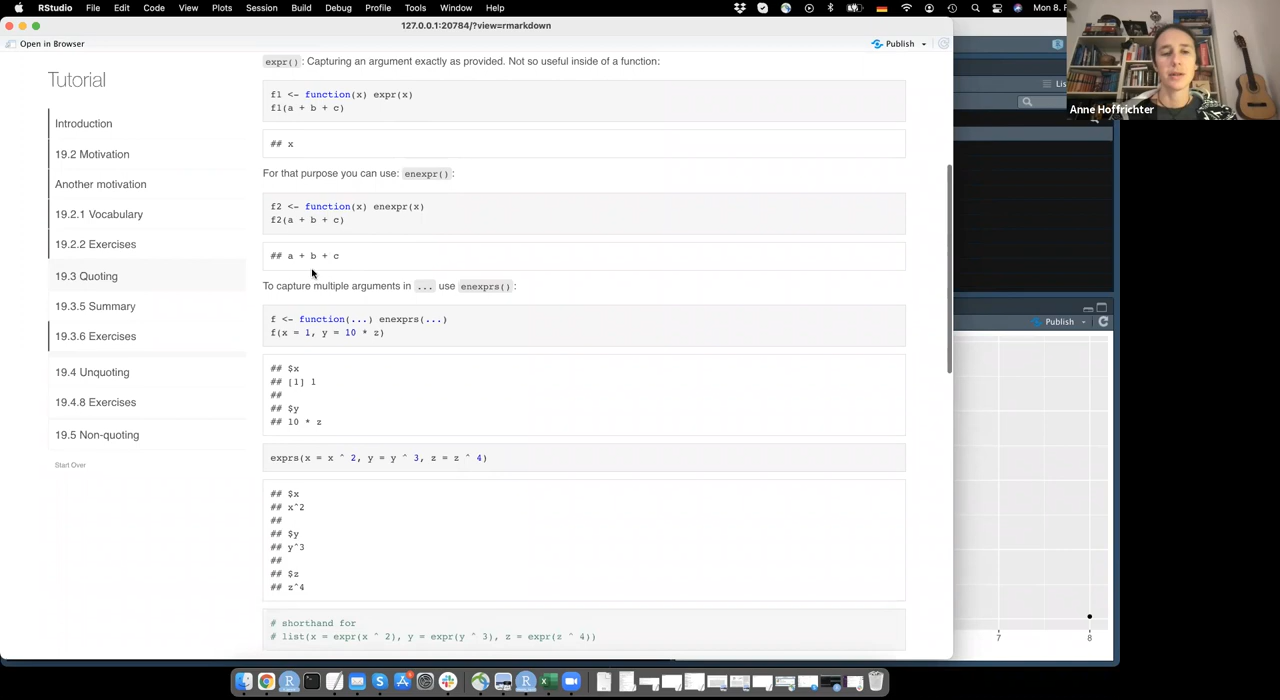 RStudio File Edit Code View Plots Session Build Debug Profile Tools Window Help Mon 8. F
127.0.0.1:20784/?view=rmarkdown
Open in Browser
Publish
Tutorial
Introduction
19.2 Motivation
Another motivation
19.2.1 Vocabulary
19.2.2 Exercises
19.3 Quoting
19.3.5 Summary
19.3.6 Exercises
19.4 Unquoting
19.4.8 Exercises
19.5 Non-quoting
Start Over
expr() : Capturing an argument exactly as provided. Not so useful inside of a function:
f1 <- function(x) expr(x)
f1(a + b + c)
## x
For that purpose you can use: enexpr() :
f2 <- function(x) enexpr(x)
f2(a + b + c)
## a + b + c
To capture multiple arguments in ... use enexprs() :
f <- function(...) enexprs(...)
f(x = 1, y = 10 * z)
## $x
## [1] 1
##
## $y
## 10 * z
exprs(x = x ^ 2, y = y ^ 3, z = z ^ 4)
## $x
## x^2
##
## $y
## y^3
##
## $z
## z^4
# shorthand for
# list(x = expr(x ^ 2), y = expr(y ^ 3), z = expr(z ^ 4))
Anne Hoffrichter
Lis
Publish
7 8